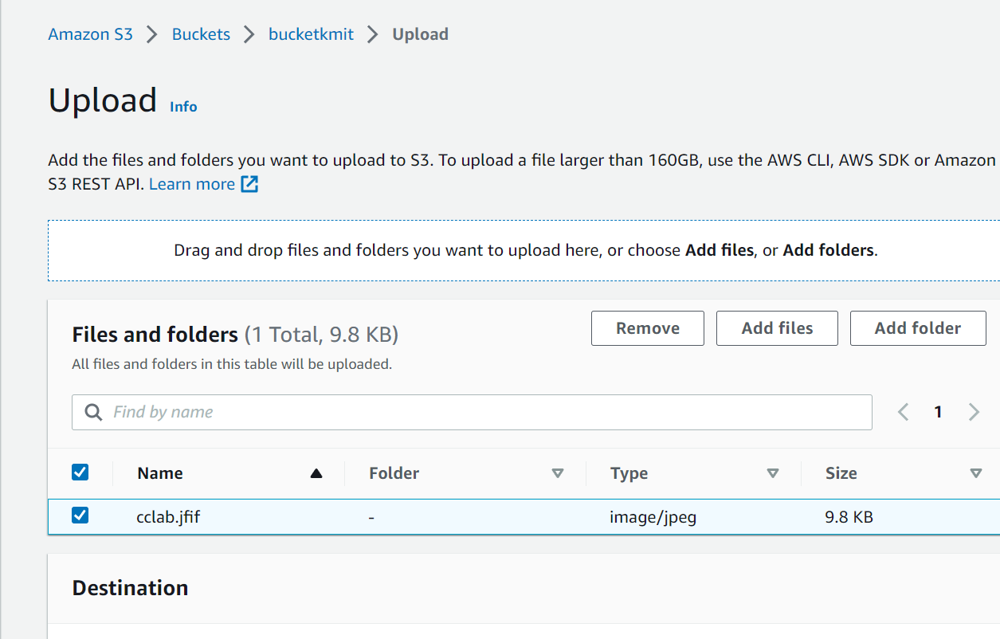 Amazon S3 > Buckets > bucketkmit > Upload
Upload Info
Add the files and folders you want to upload to S3. To upload a file larger than 160GB, use the AWS CLI, AWS SDK or Amazon
S3 REST API. Learn more
Drag and drop files and folders you want to upload here, or choose Add files, or Add folders.
Files and folders (1 Total, 9.8 KB)
Remove Add files Add folder
All files and folders in this table will be uploaded.
Find by name
1
Name Folder Type Size
cclab.jfif - image/jpeg 9.8 KB
Destination